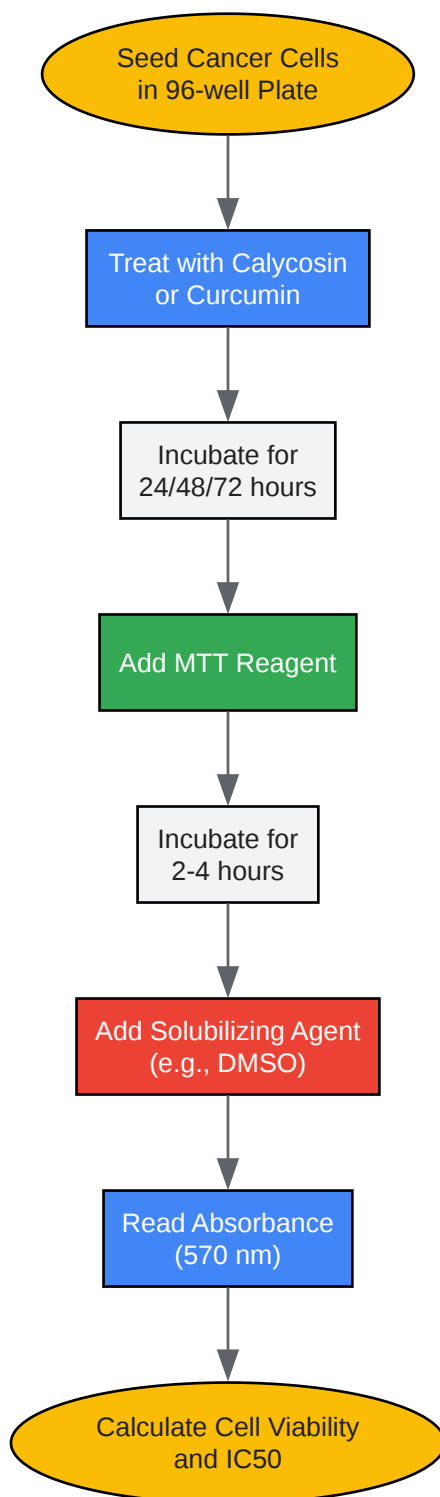 Seed Cancer Cells
in 96-well Plate
Treat with Calycosin
or Curcumin
Incubate for
24/48/72 hours
Add MTT Reagent
Incubate for
2-4 hours
Add Solubilizing Agent
(e.g., DMSO)
Read Absorbance
(570 nm)
Calculate Cell Viability
and IC50